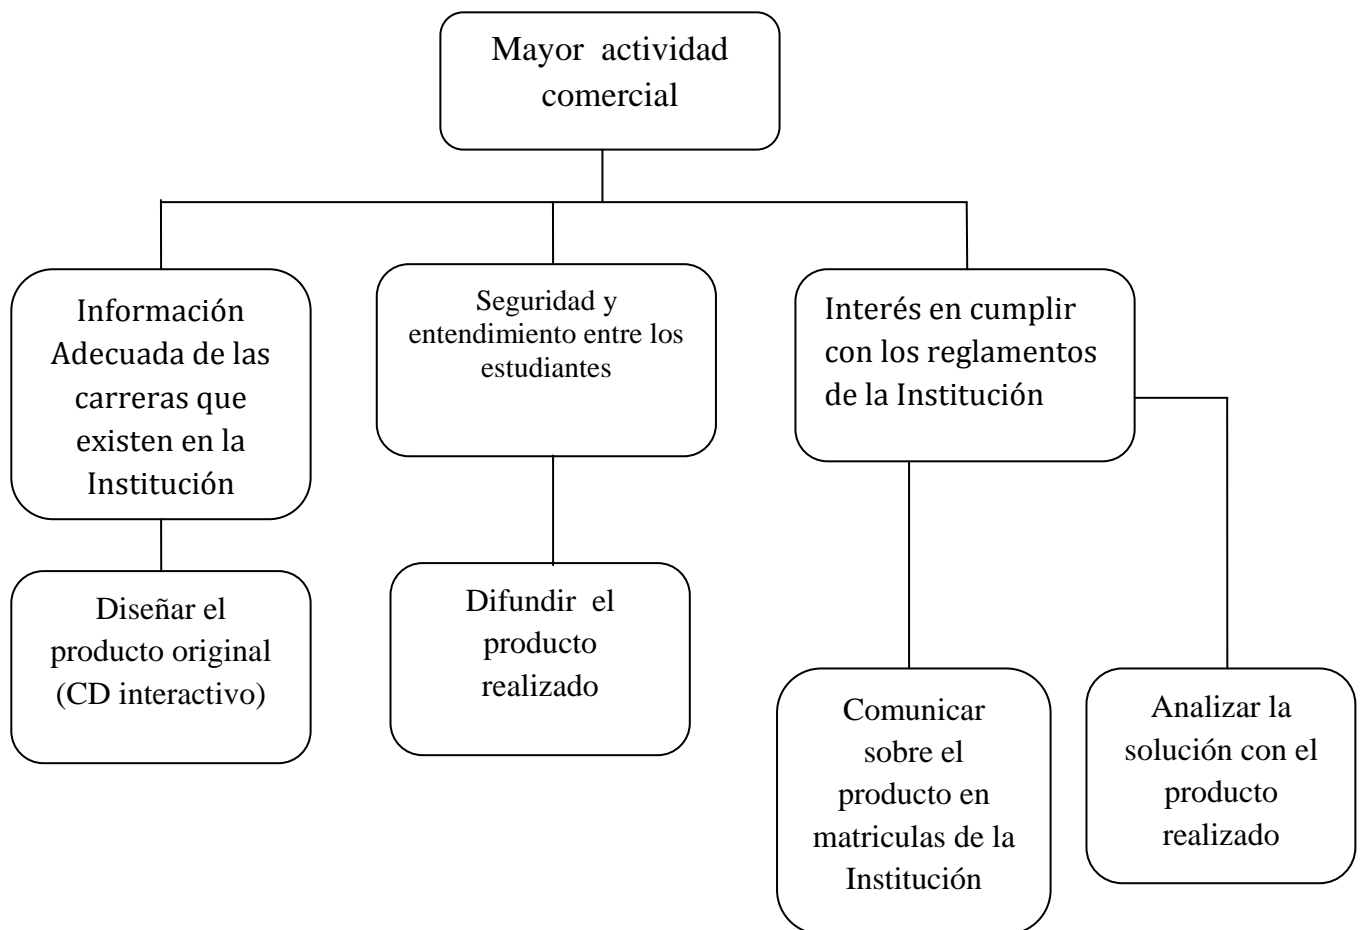 Mayor actividad
comercial
Información
Adecuada de las
carreras que
existen en la
Institución
Seguridad y
entendimiento entre los
estudiantes
Interés en cumplir
con los reglamentos
de la Institución
Diseñar el
producto original
(CD interactivo)
Difundir el
producto
realizado
Comunicar
sobre el
producto en
matriculas de la
Institución
Analizar la
solución con el
producto
realizado